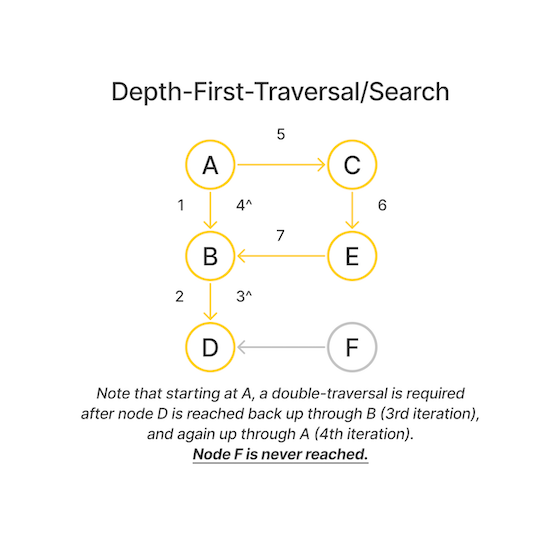 Depth-First-Traversal/Search
5
A
C
1
4^
6
7
B
E
2
3^
D
F
Note that starting at A, a double-traversal is required
after node D is reached back up through B (3rd iteration),
and again up through A (4th iteration).
Node F is never reached.